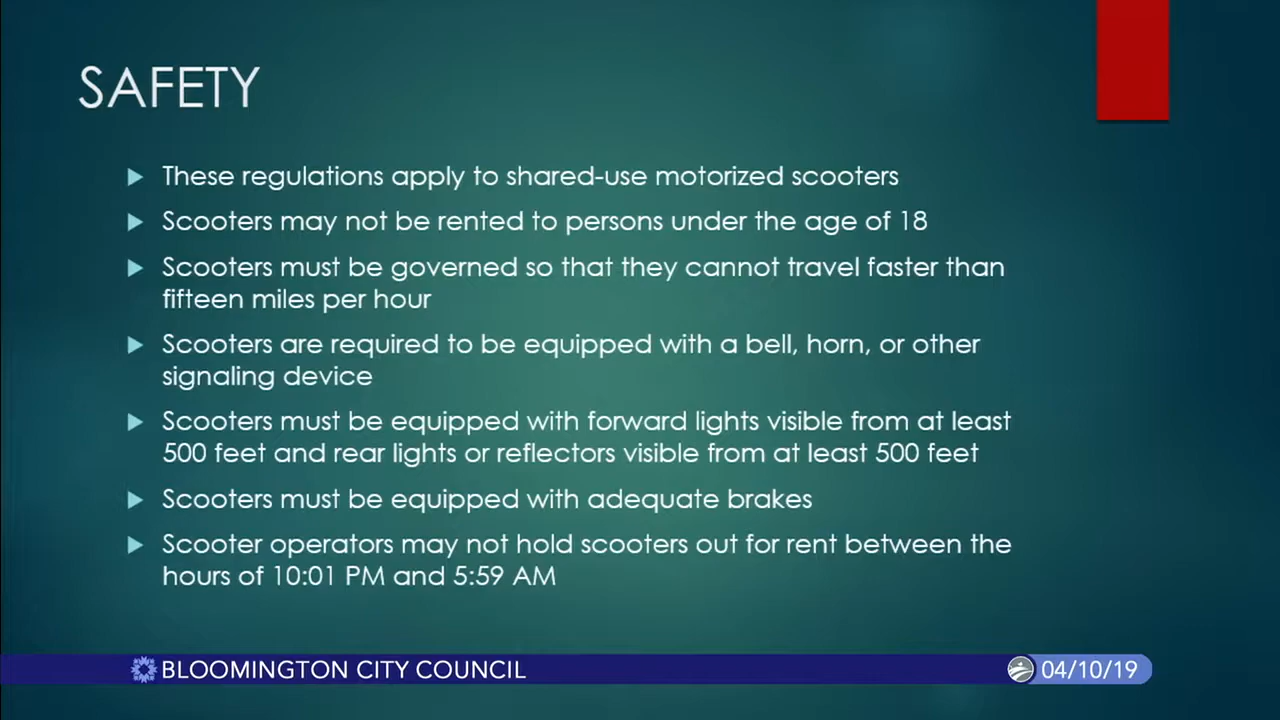 SAFETY
These regulations apply to shared-use motorized scooters
Scooters may not be rented to persons under the age of 18
Scooters must be governed so that they cannot travel faster than
fifteen miles per hour
Scooters are required to be equipped with a bell, horn, or other
signaling device
Scooters must be equipped with forward lights visible from at least
500 feet and rear lights or reflectors visible from at least 500 feet
Scooters must be equipped with adequate brakes
Scooter operators may not hold scooters out for rent between the
hours of 10:01 PM and 5:59 AM
BLOOMINGTON CITY COUNCIL
04/10/19